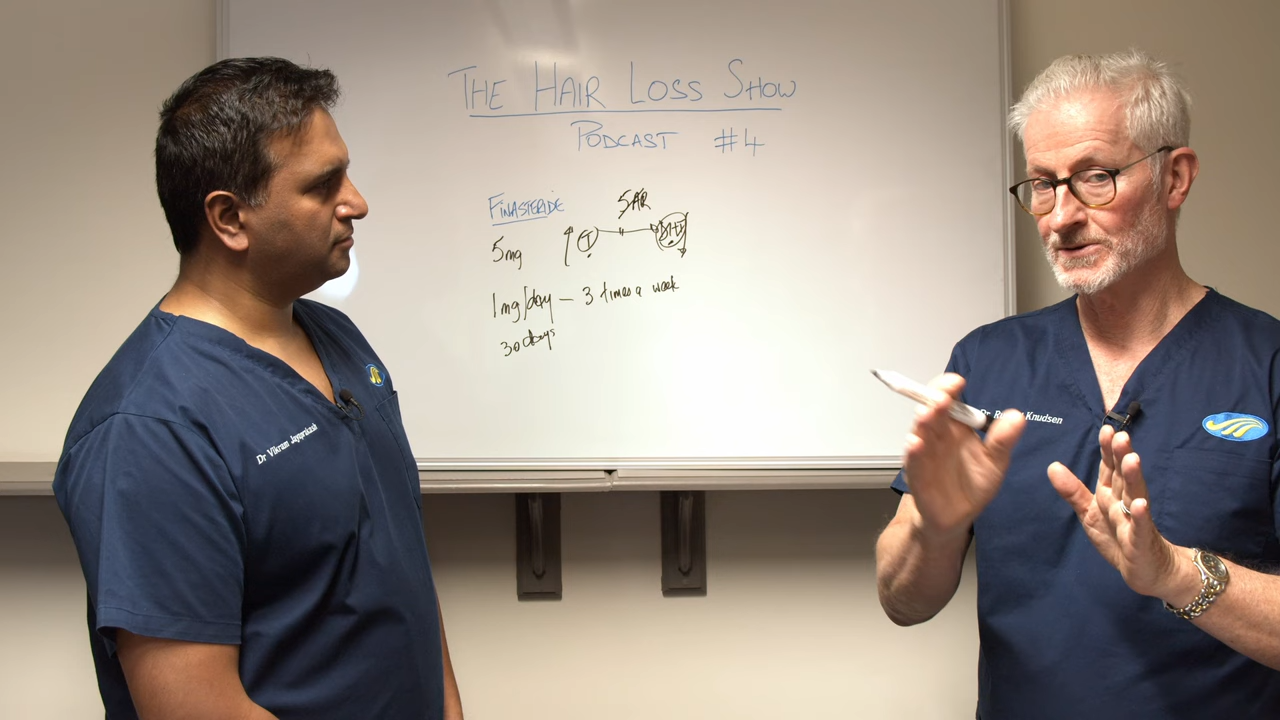 THE HAIR LOSS SHOW
PODCAST #4
FINASTERIDE
5AR
5mg
T
DHT
1mg/day – 3 times a week
30 days
Dr Vikram Jayaprakash
Dr Knudsen